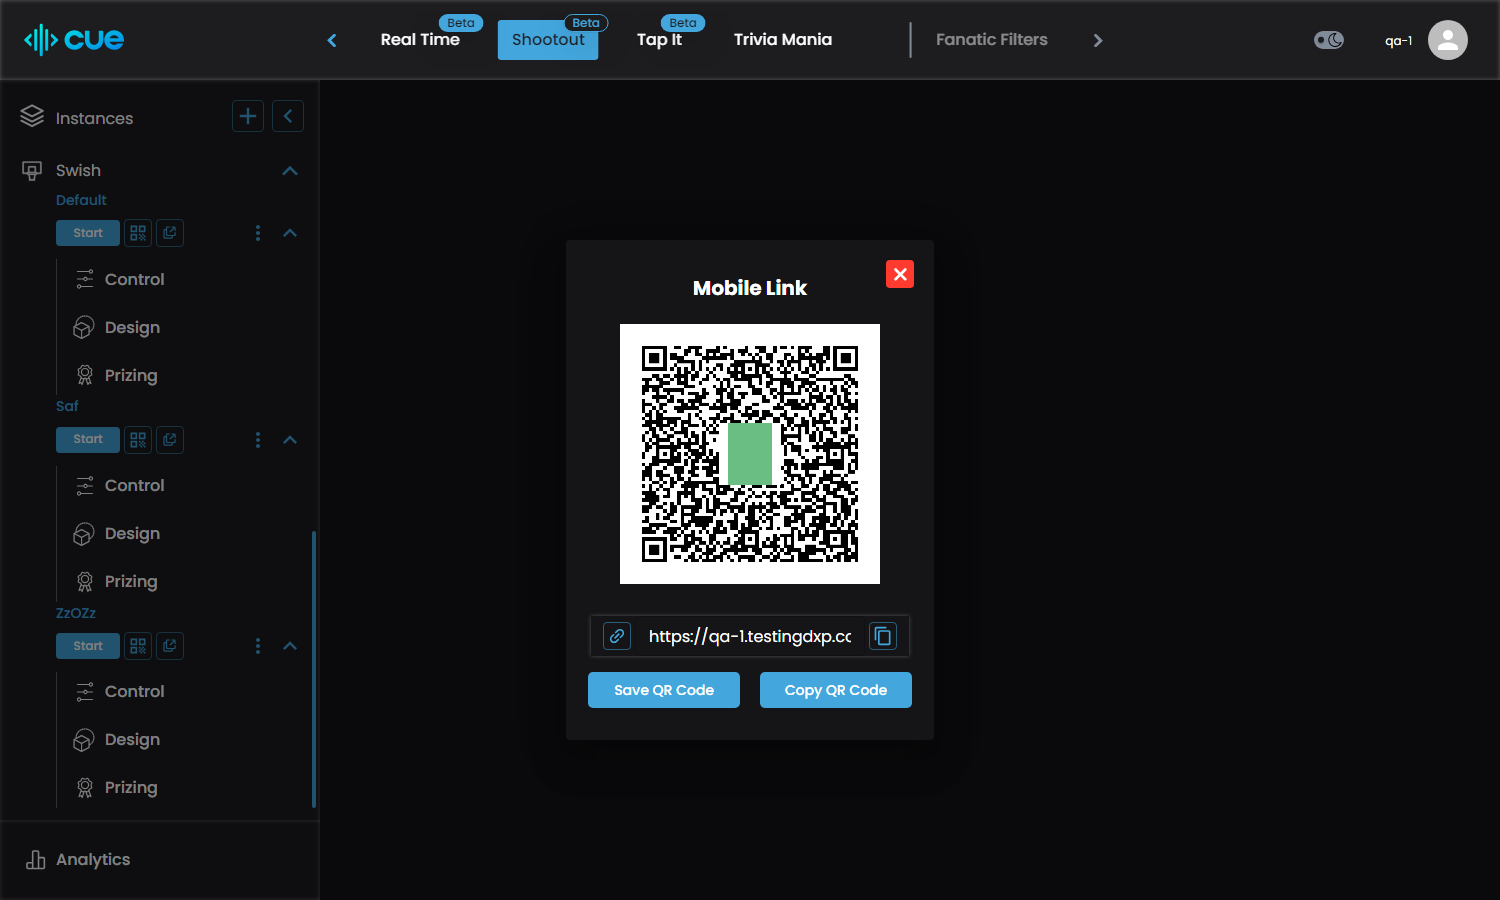 cue
Real Time
Beta
Shootout
Beta
Tap It
Beta
Trivia Mania
Fanatic Filters
qa-1
Instances
Swish
Default
Start
Control
Design
Prizing
Saf
Start
Control
Design
Prizing
ZzOZz
Start
Control
Design
Prizing
Analytics
Mobile Link
https://qa-1.testingdxp.cc
Save QR Code
Copy QR Code